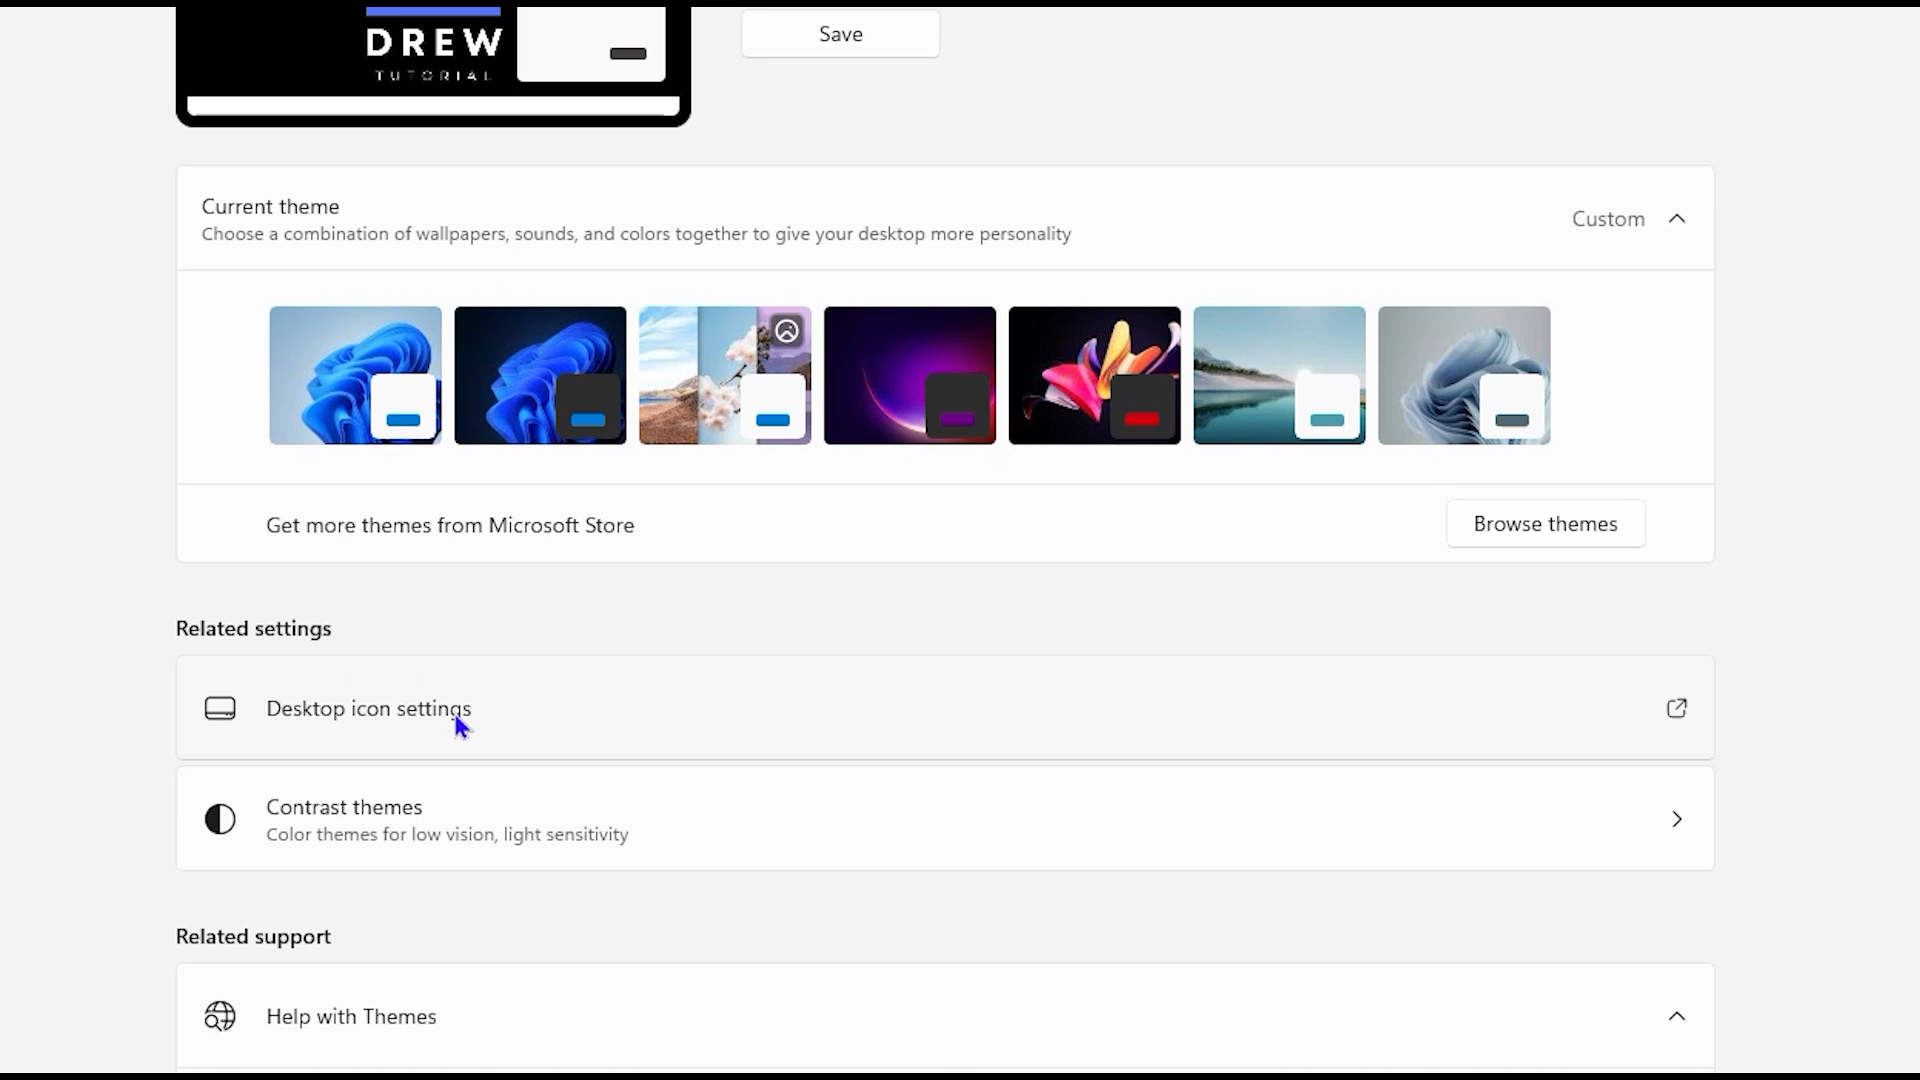 DREW
TUTORIAL
Save
Current theme
Choose a combination of wallpapers, sounds, and colors together to give your desktop more personality
Custom
Get more themes from Microsoft Store
Browse themes
Related settings
Desktop icon settings
Contrast themes
Color themes for low vision, light sensitivity
Related support
Help with Themes